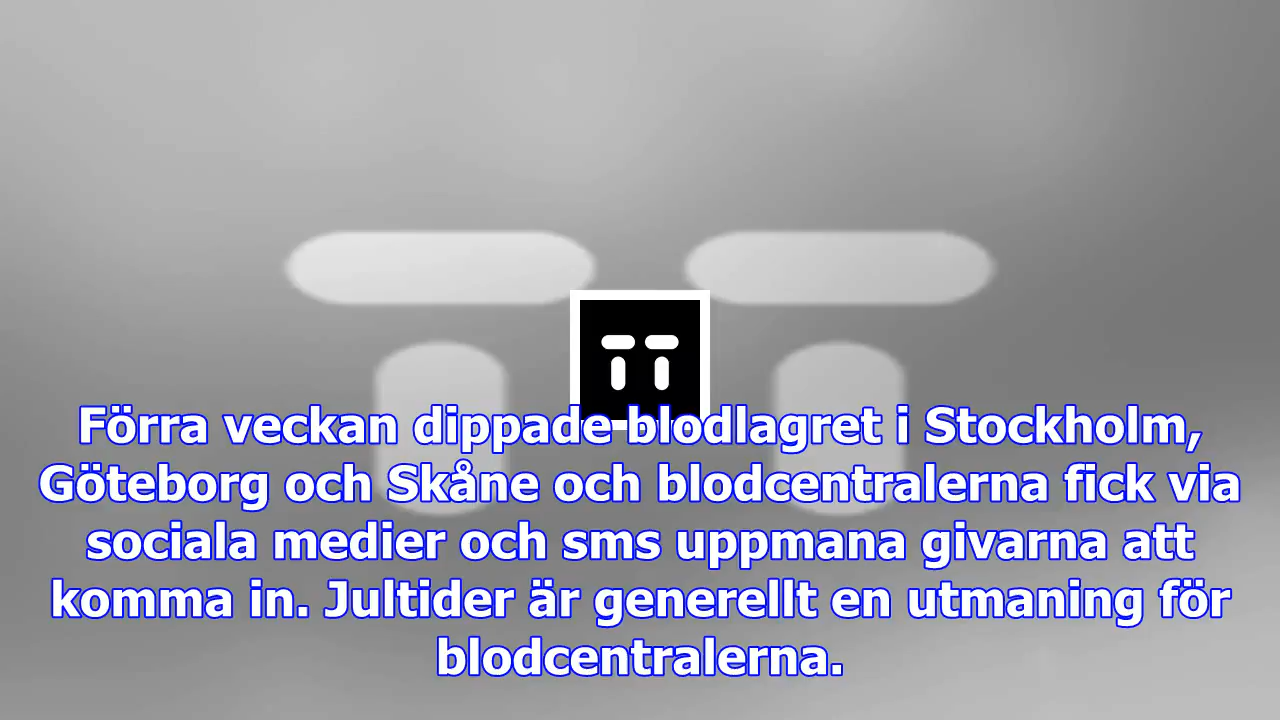 Förra veckan dippade blodlagret i Stockholm,
Göteborg och Skåne och blodcentralerna fick via
sociala medier och sms uppmana givarna att
komma in. Jultider är generellt en utmaning för
blodcentralerna.